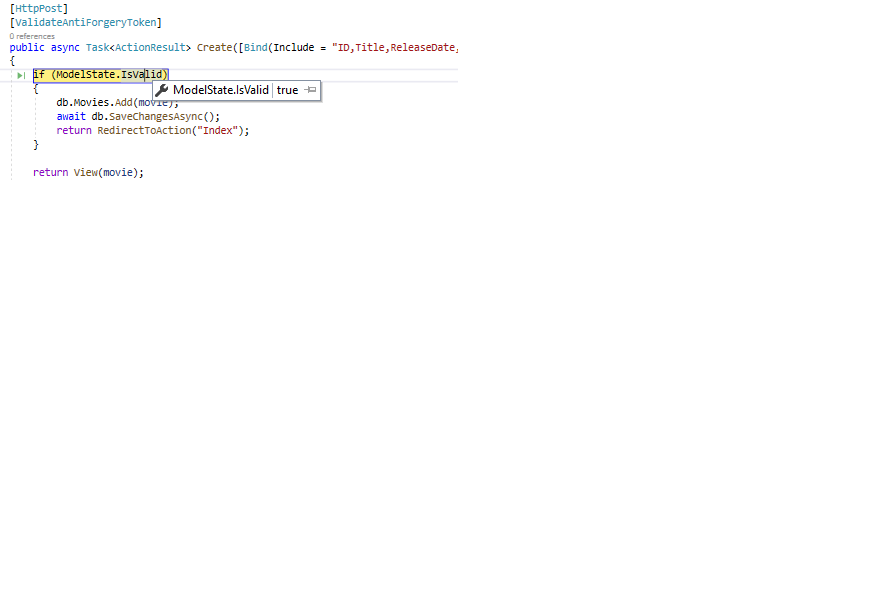 [HttpPost]
[ValidateAntiForgeryToken]
0 references
public async Task<ActionResult> Create([Bind(Include = "ID,Title,ReleaseDate,
{
if (ModelState.IsValid)
{
ModelState.IsValid true
db.Movies.Add(movie);
await db.SaveChangesAsync();
return RedirectToAction("Index");
}
return View(movie);